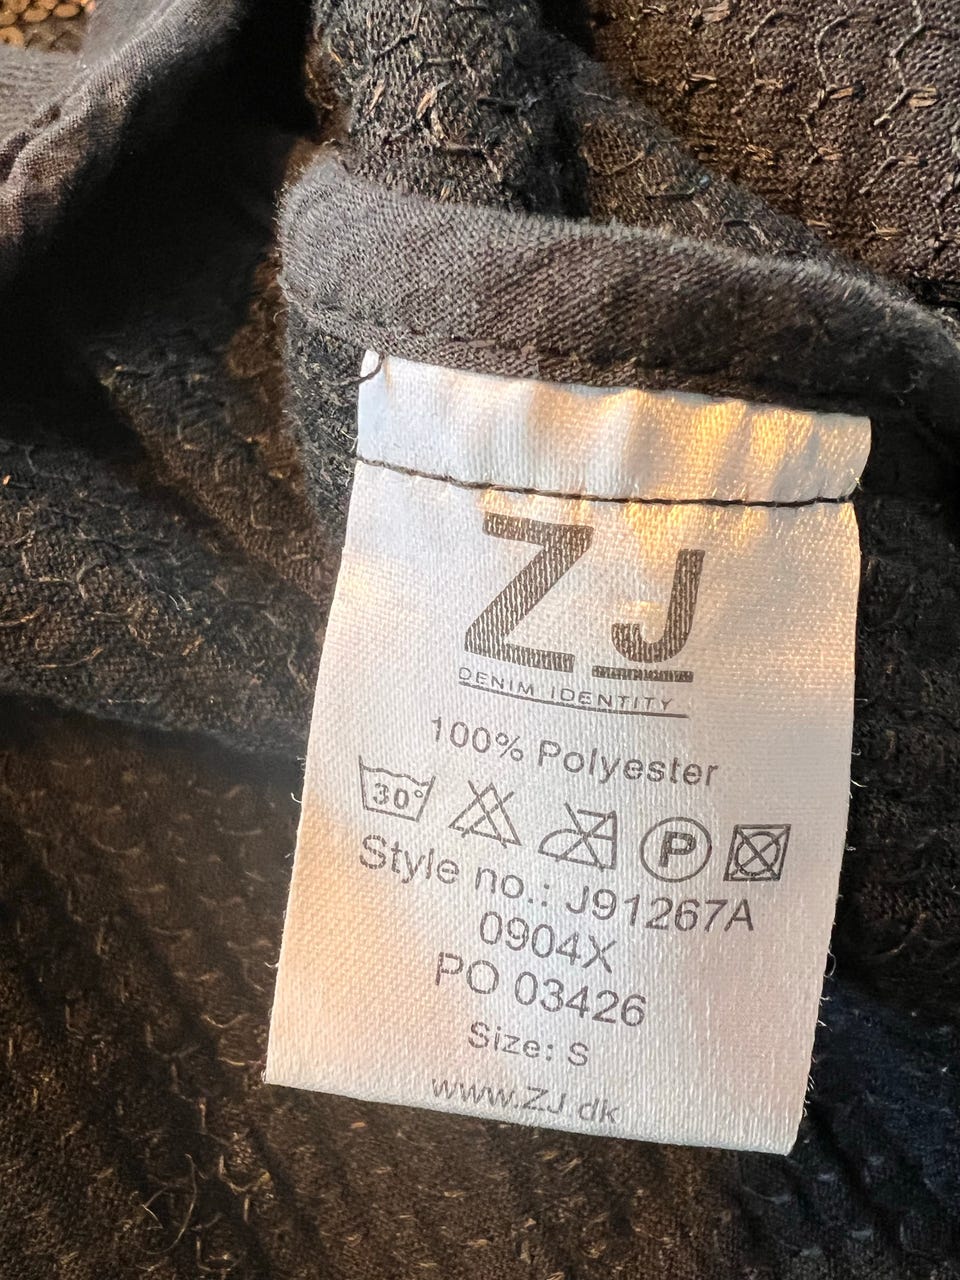 ZJ
DENIM IDENTITY
100% Polyester
30° P
Style no.: J91267A
0904X
PO 03426
Size: S
www.ZJ.dk